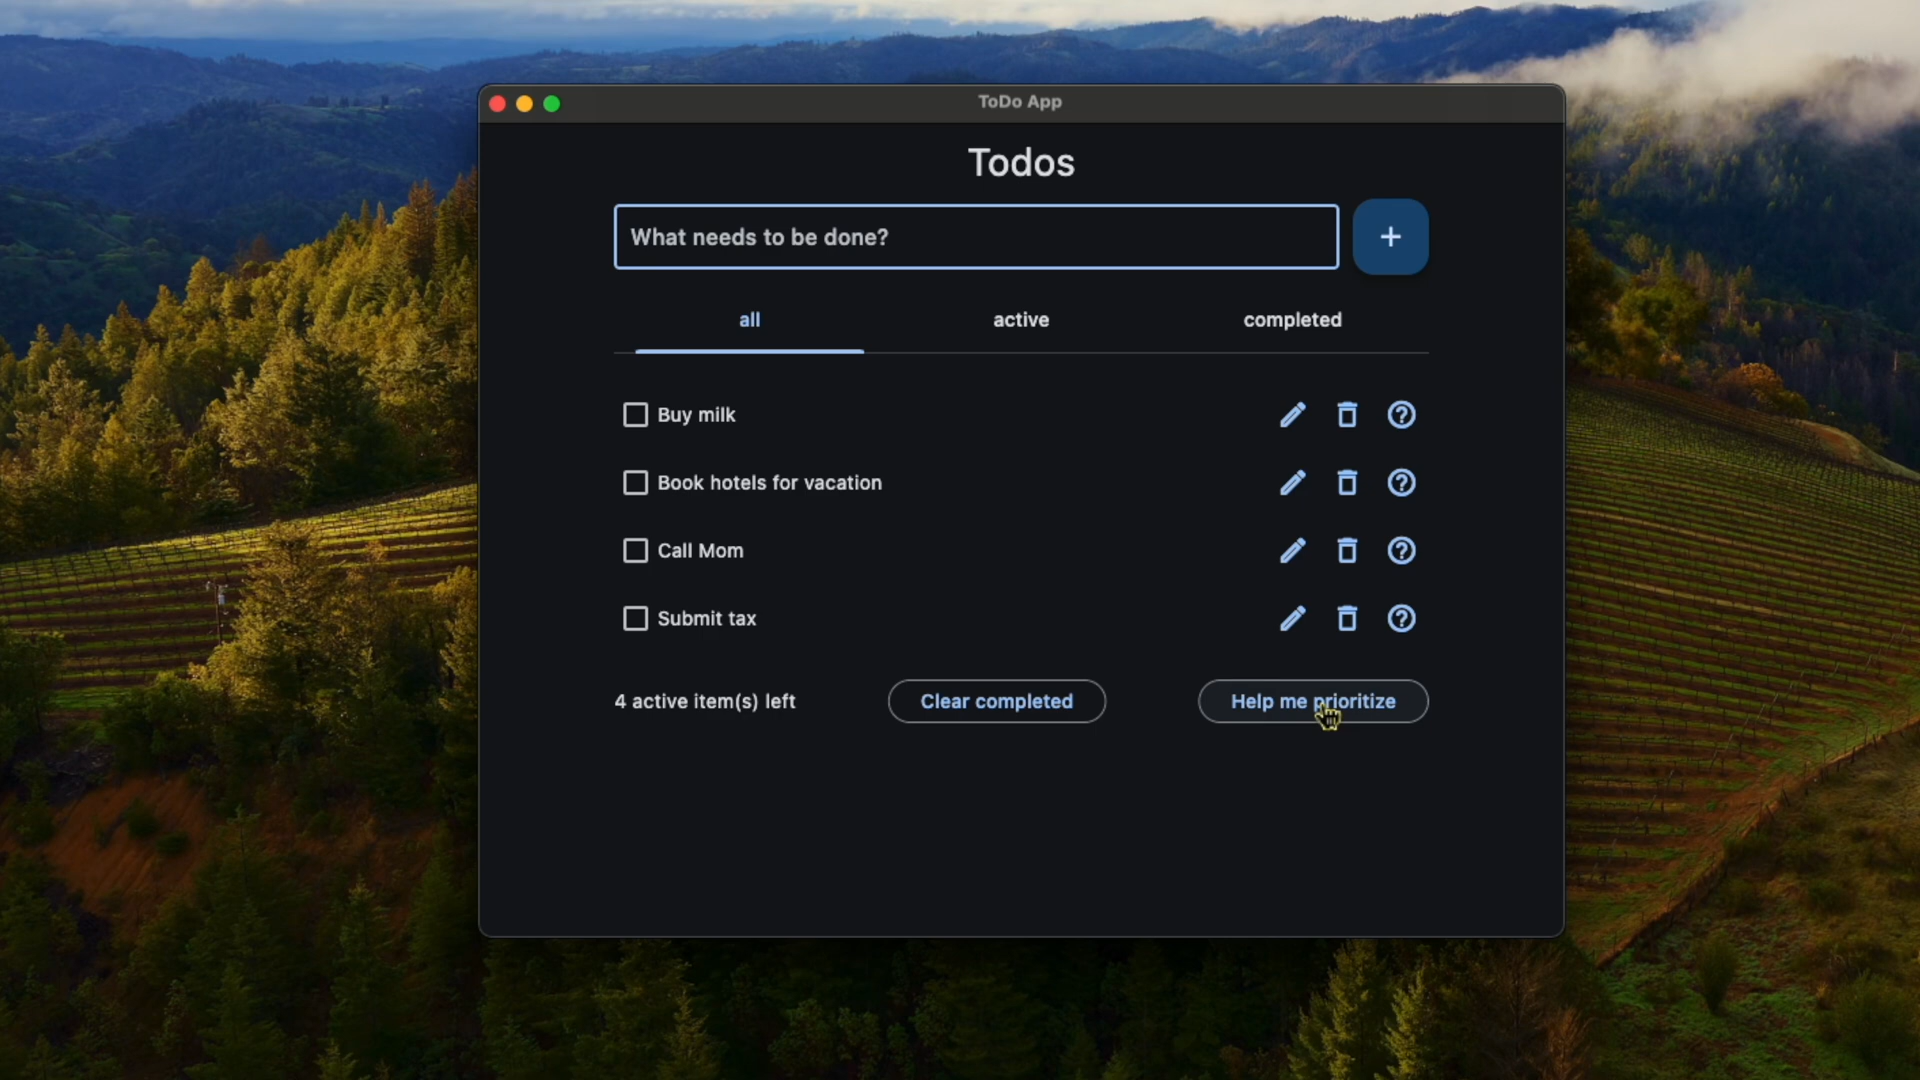 ToDo App
Todos
What needs to be done?
+
all active completed
Buy milk
Book hotels for vacation
Call Mom
Submit tax
4 active item(s) left Clear completed Help me prioritize